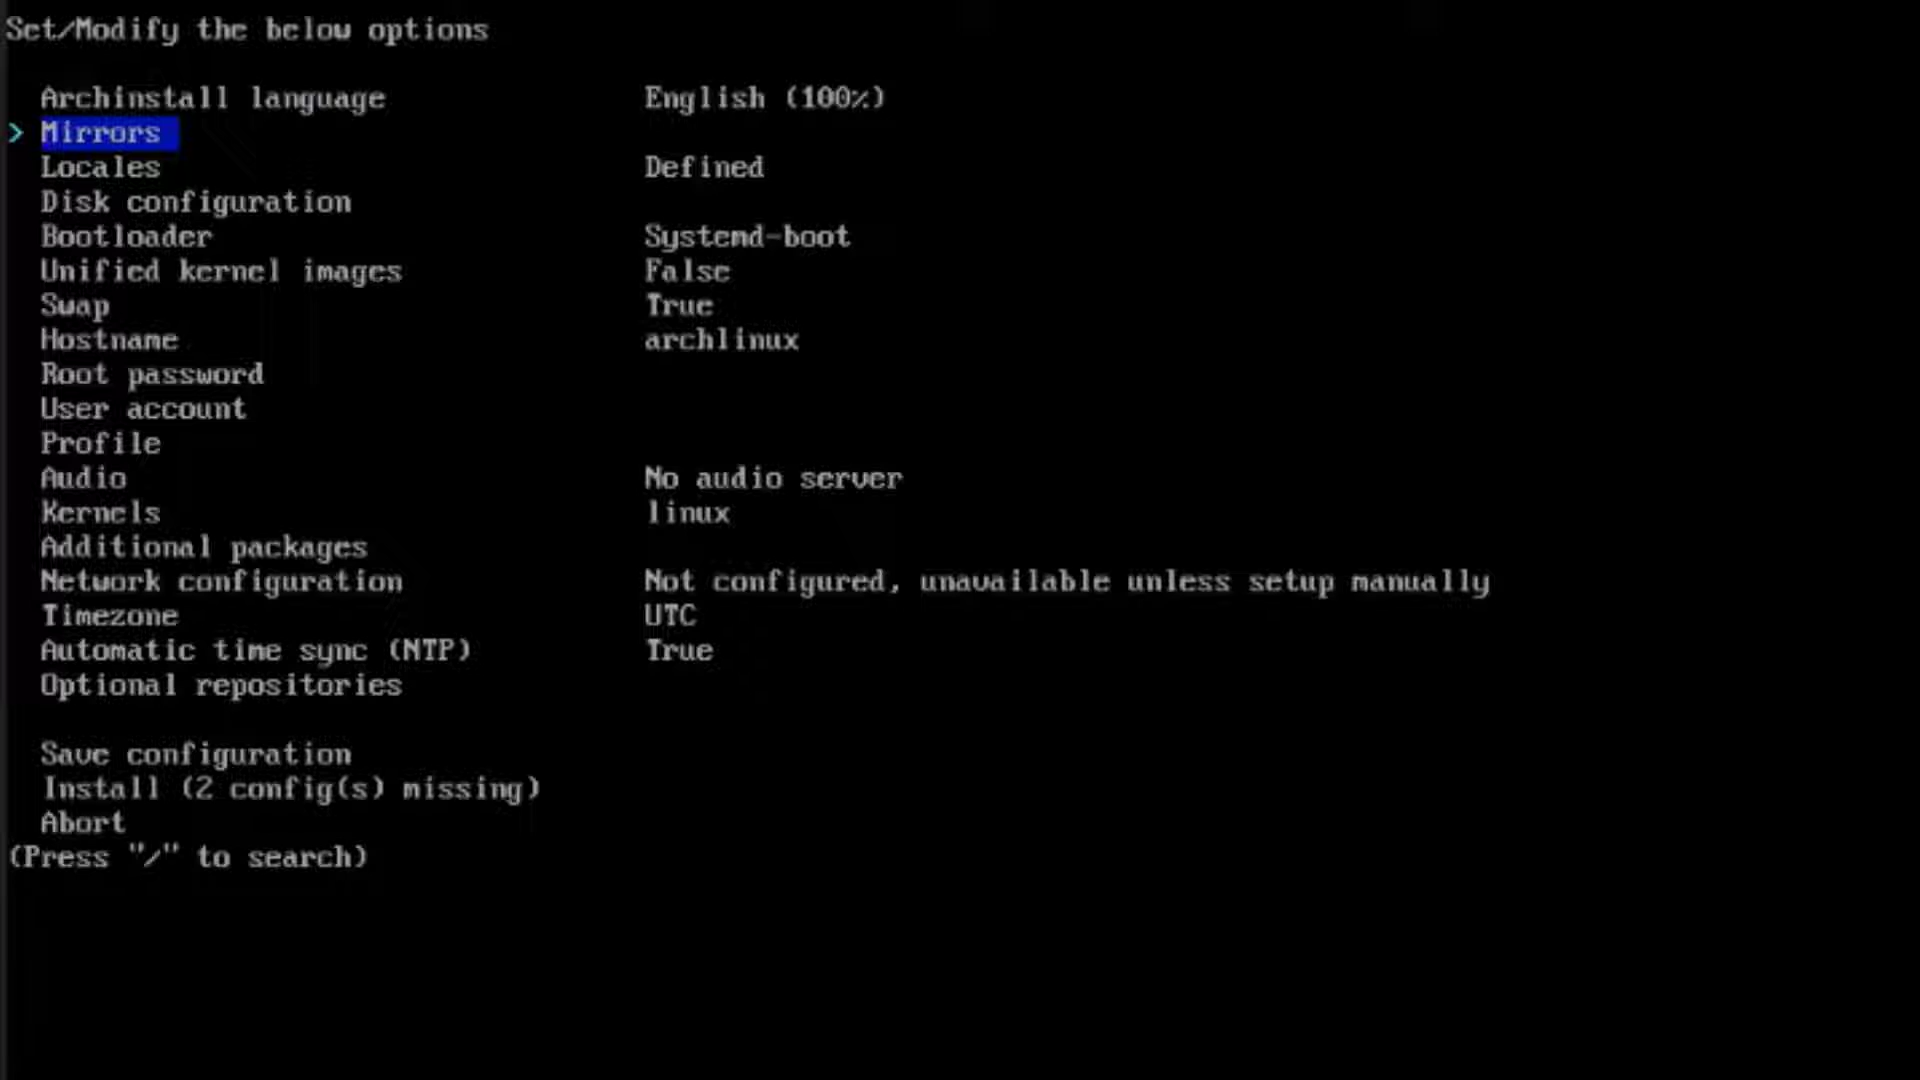 Set/Modify the below options
Archinstall language English (100%)
> Mirrors
Locales Defined
Disk configuration
Bootloader Systemd-boot
Unified kernel images False
Swap True
Hostname archlinux
Root password
User account
Profile
Audio No audio server
Kernels linux
Additional packages
Network configuration Not configured, unavailable unless setup manually
Timezone UTC
Automatic time sync (NTP) True
Optional repositories
Save configuration
Install (2 config(s) missing)
Abort
(Press "/" to search)